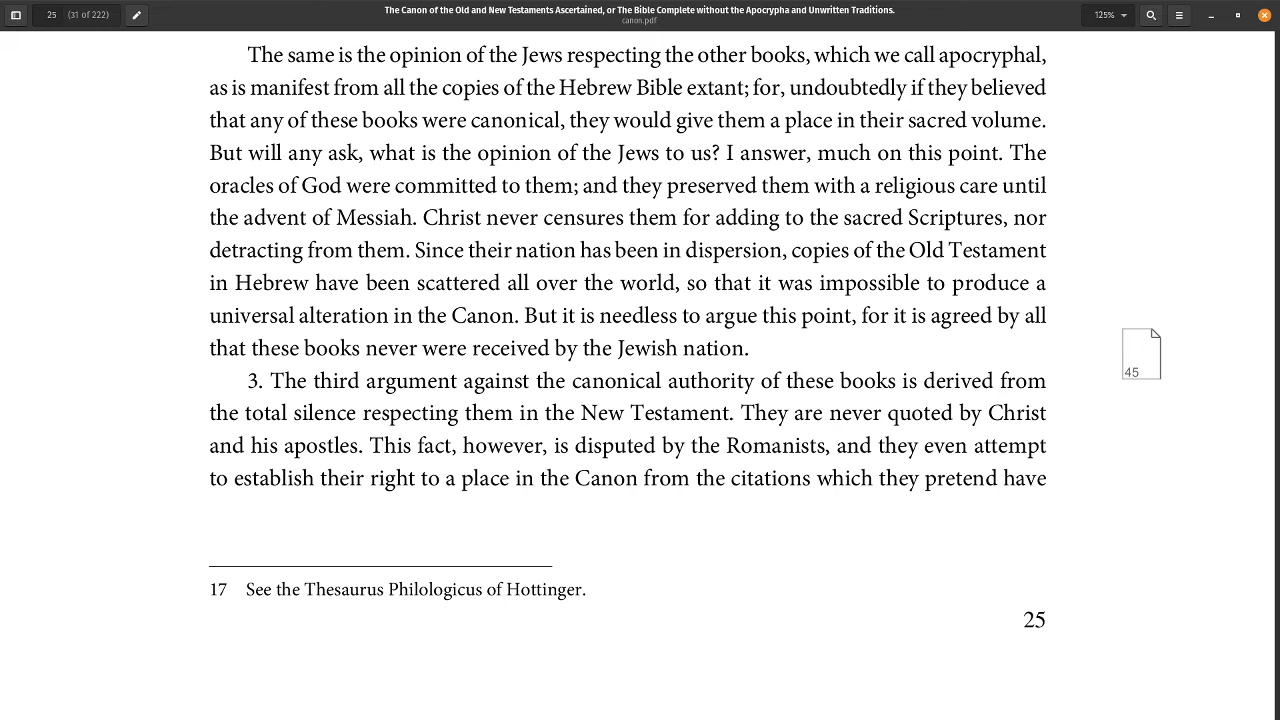 The Canon of the Old and New Testaments Ascertained, or The Bible Complete without the Apocrypha and Unwritten Traditions.
canon.pdf
25 (31 of 222)
125%
The same is the opinion of the Jews respecting the other books, which we call apocryphal,
as is manifest from all the copies of the Hebrew Bible extant; for, undoubtedly if they believed
that any of these books were canonical, they would give them a place in their sacred volume.
But will any ask, what is the opinion of the Jews to us? I answer, much on this point. The
oracles of God were committed to them; and they preserved them with a religious care until
the advent of Messiah. Christ never censures them for adding to the sacred Scriptures, nor
detracting from them. Since their nation has been in dispersion, copies of the Old Testament
in Hebrew have been scattered all over the world, so that it was impossible to produce a
universal alteration in the Canon. But it is needless to argue this point, for it is agreed by all
that these books never were received by the Jewish nation.
3. The third argument against the canonical authority of these books is derived from
the total silence respecting them in the New Testament. They are never quoted by Christ
and his apostles. This fact, however, is disputed by the Romanists, and they even attempt
to establish their right to a place in the Canon from the citations which they pretend have
45
17 See the Thesaurus Philologicus of Hottinger.
25